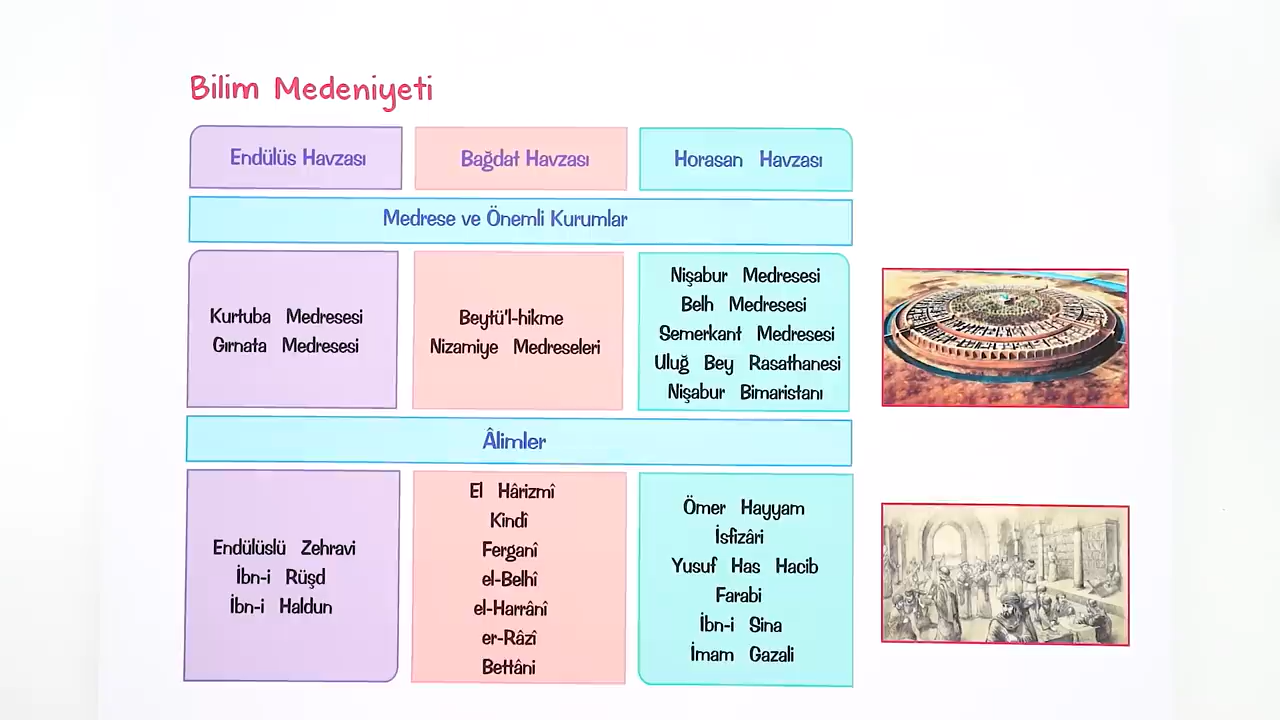 Bilim Medeniyeti
Endülüs Havzası
Bağdat Havzası
Horasan Havzası
Medrese ve Önemli Kurumlar
Kurtuba Medresesi
Gırnata Medresesi
Beytü'l-hikme
Nizamiye Medreseleri
Nişabur Medresesi
Belh Medresesi
Semerkant Medresesi
Uluğ Bey Rasathanesi
Nişabur Bimaristanı
Âlimler
Endülüslü Zehravi
İbn-i Rüşd
İbn-i Haldun
El Hârizmî
Kindî
Ferganî
el-Belhî
el-Harrânî
er-Râzî
Bettâni
Ömer Hayyam
İsfizâri
Yusuf Has Hacib
Farabi
İbn-i Sina
İmam Gazali